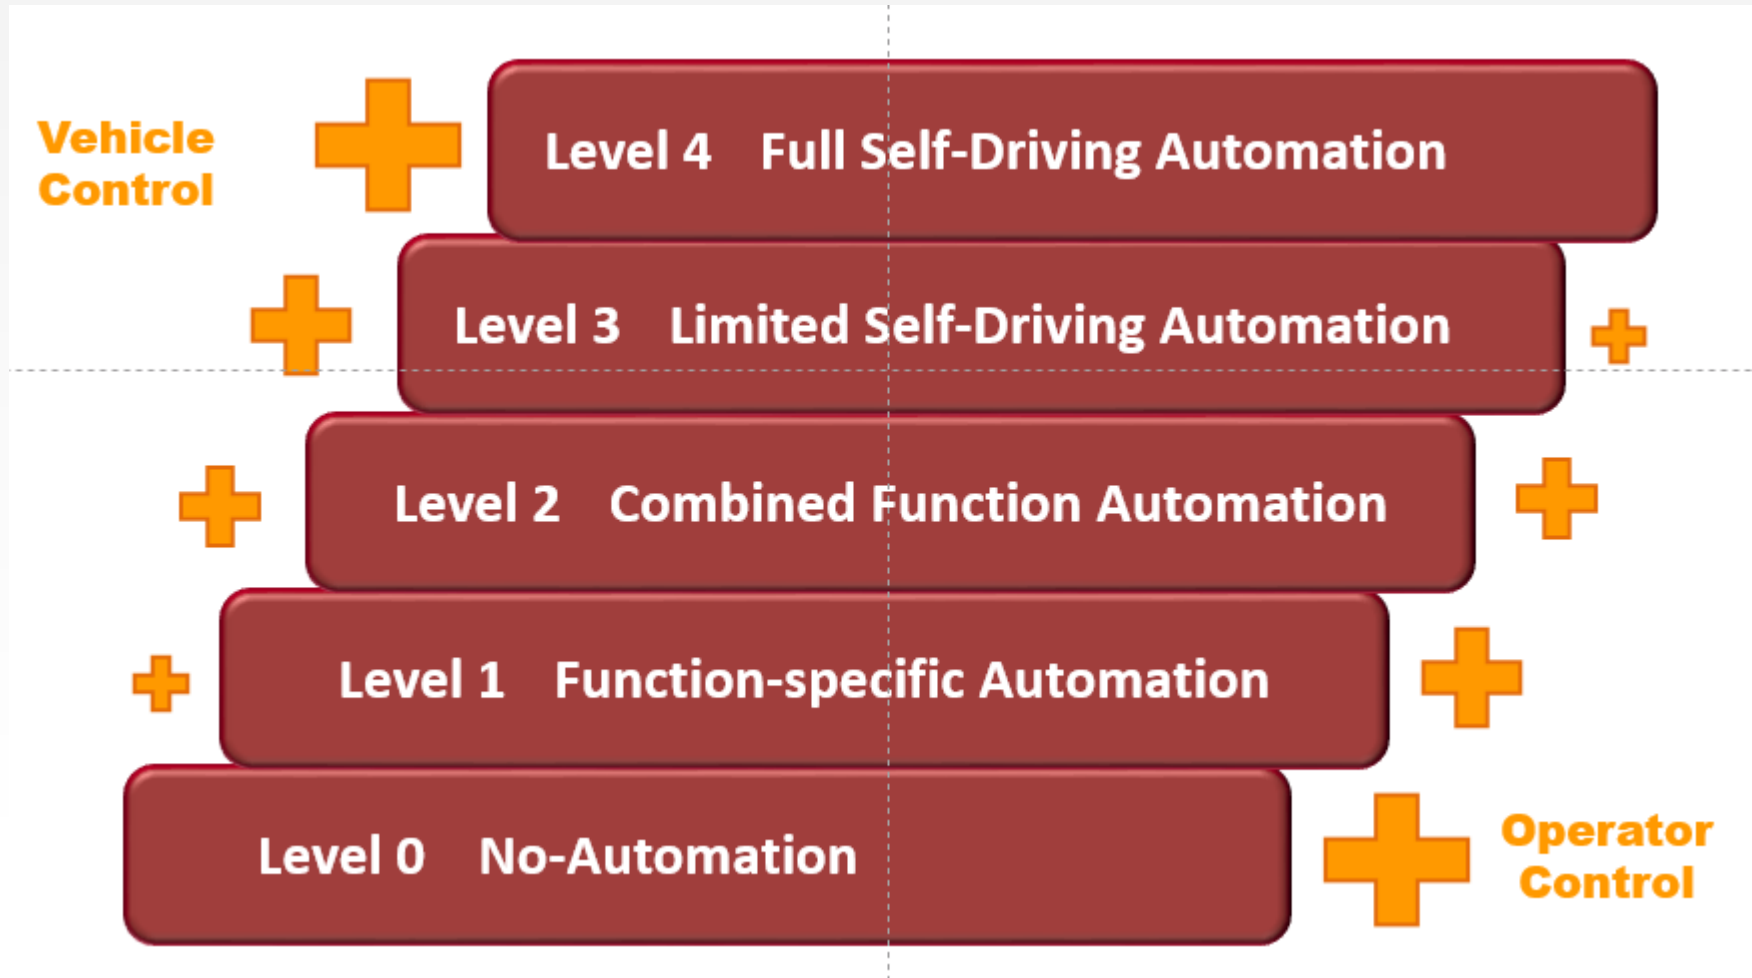 Vehicle
Control
Level 4 Full Self-Driving Automation
Level 3 Limited Self-Driving Automation
Level 2 Combined Function Automation
Level 1 Function-specific Automation
Level 0 No-Automation
Operator
Control